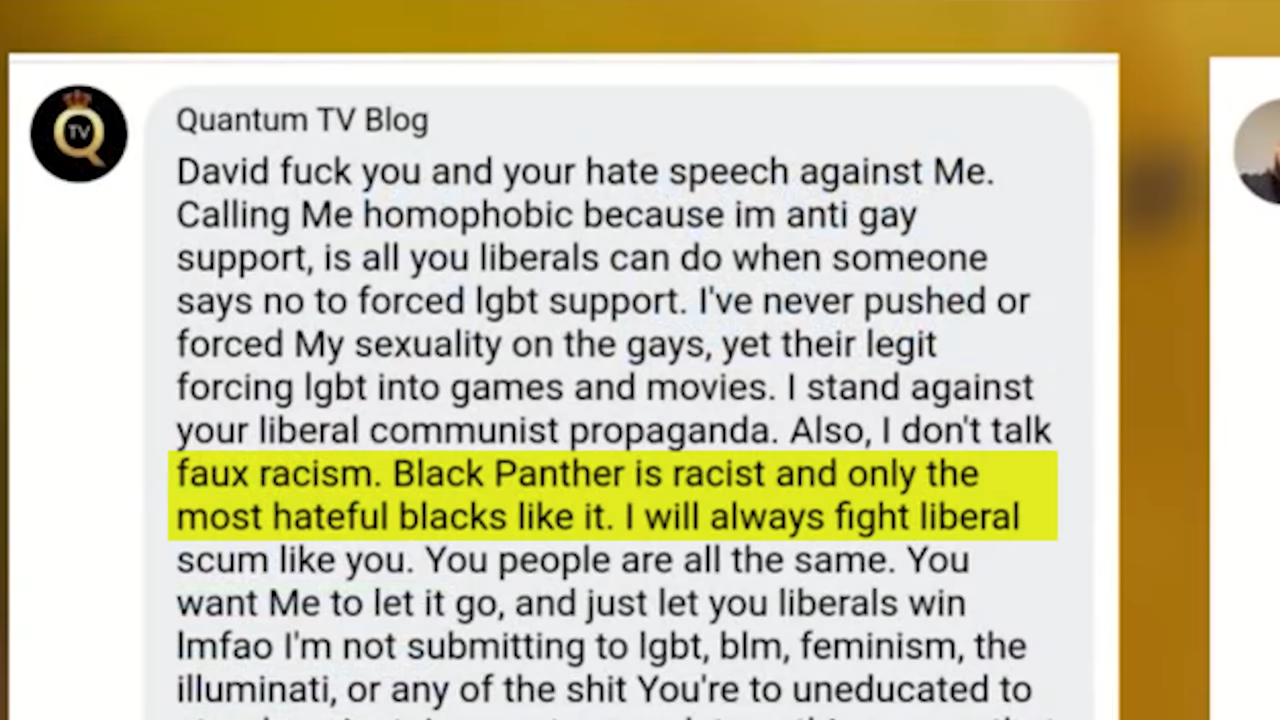 TV
Quantum TV Blog
David fuck you and your hate speech against Me.
Calling Me homophobic because im anti gay
support, is all you liberals can do when someone
says no to forced lgbt support. I've never pushed or
forced My sexuality on the gays, yet their legit
forcing lgbt into games and movies. I stand against
your liberal communist propaganda. Also, I don't talk
faux racism. Black Panther is racist and only the
most hateful blacks like it. I will always fight liberal
scum like you. You people are all the same. You
want Me to let it go, and just let you liberals win
lmfao I'm not submitting to lgbt, blm, feminism, the
illuminati, or any of the shit You're to uneducated to